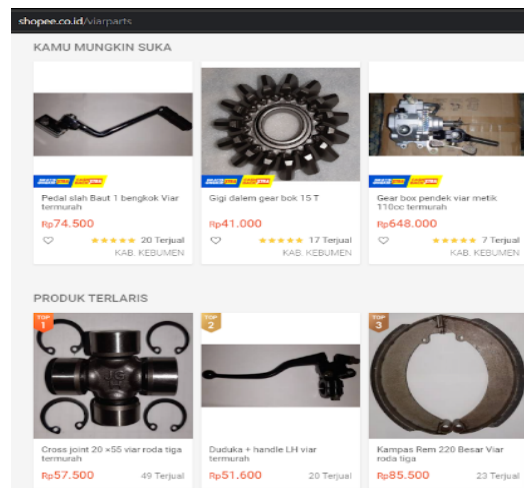 shopee.co.id/viarparts
KAMU MUNGKIN SUKA
Pedal slah Baut 1 bengkok Viar
termurah
Rp74.500
20 Terjual
KAB. KEBUMEN
Gigi dalem gear bok 15 T
Rp41.000
17 Terjual
KAB. KEBUMEN
Gear box pendek viar metik
110cc termurah
Rp648.000
7 Terjual
KAB. KEBUMEN
PRODUK TERLARIS
TOP
1
Cross joint 20 ×55 viar roda tiga
termurah
Rp57.500
49 Terjual
TOP
2
Duduka + handle LH viar
termurah
Rp51.600
20 Terjual
TOP
3
Kampas Rem 220 Besar Viar
roda tiga
Rp85.500
23 Terjual